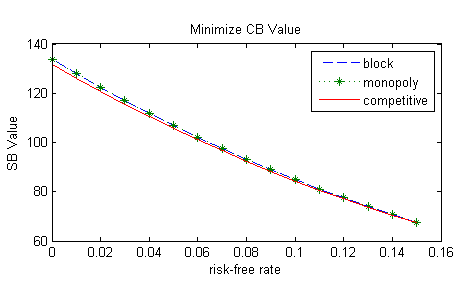 Minimize CB Value
140
120
100
80
60
SB Value
block
monopoly
competitive
0 0.02 0.04 0.06 0.08 0.1 0.12 0.14 0.16
risk-free rate